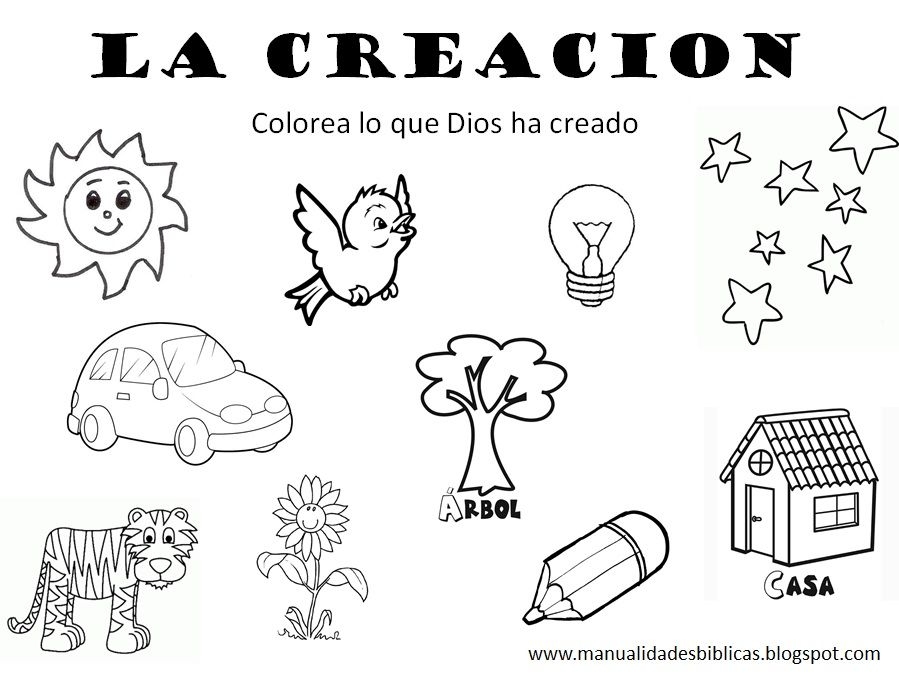 LA CREACION
Colorea lo que Dios ha creado
ÁRBOL
CASA
www.manualidadesbiblicas.blogspot.com